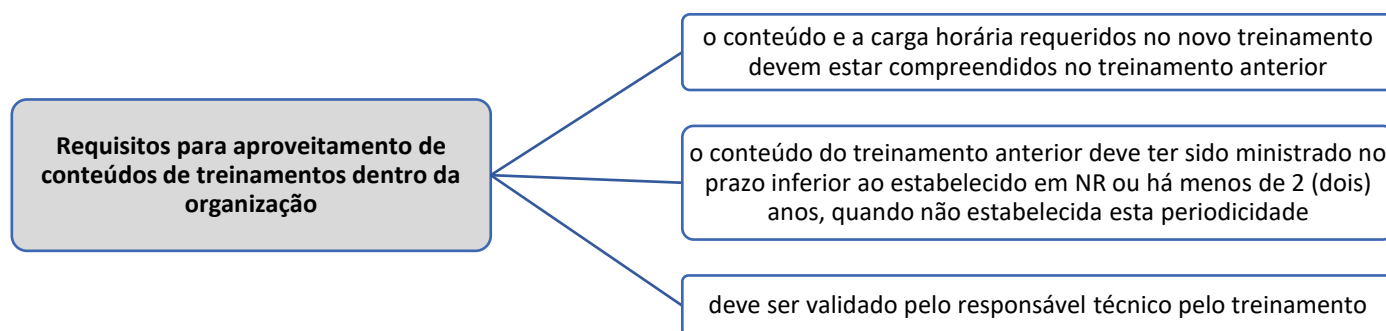 Requisitos para aproveitamento de
conteúdos de treinamentos dentro da
organização
o conteúdo e a carga horária requeridos no novo treinamento
devem estar compreendidos no treinamento anterior
o conteúdo do treinamento anterior deve ter sido ministrado no
prazo inferior ao estabelecido em NR ou há menos de 2 (dois)
anos, quando não estabelecida esta periodicidade
deve ser validado pelo responsável técnico pelo treinamento